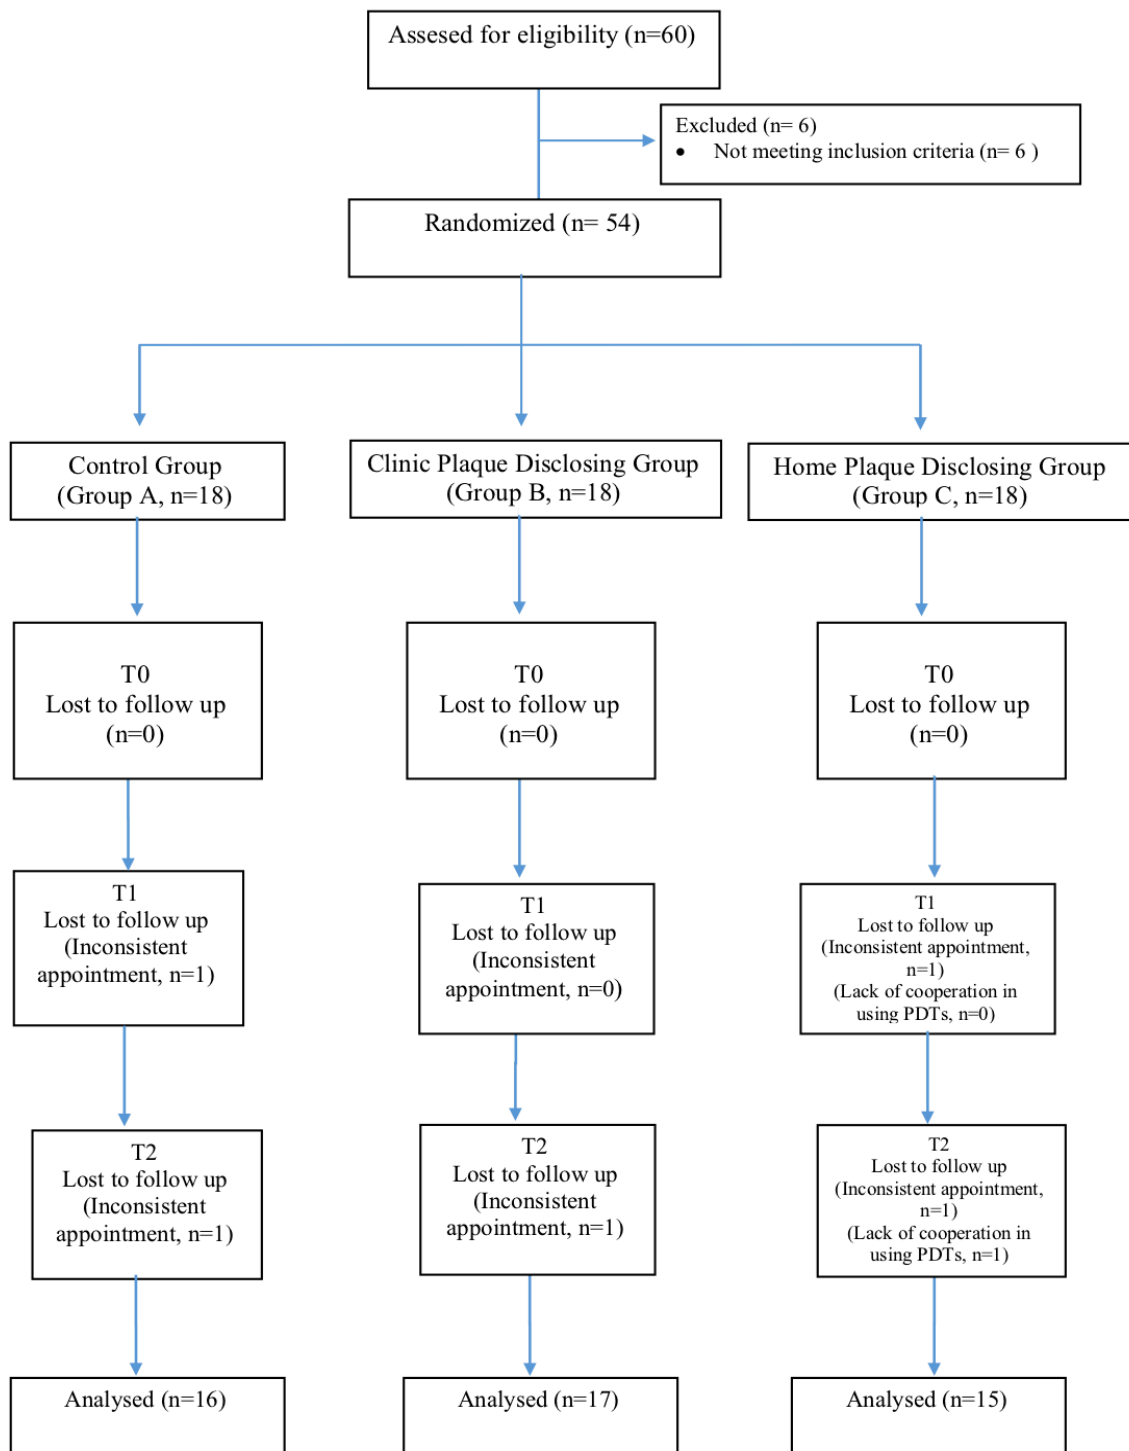 Assesed for eligibility (n=60)
Excluded (n= 6)
• Not meeting inclusion criteria (n= 6 )
Randomized (n= 54)
Control Group
(Group A, n=18)
Clinic Plaque Disclosing Group
(Group B, n=18)
Home Plaque Disclosing Group
(Group C, n=18)
T0
Lost to follow up
(n=0)
T0
Lost to follow up
(n=0)
T0
Lost to follow up
(n=0)
T1
Lost to follow up
(Inconsistent
appointment, n=1)
T1
Lost to follow up
(Inconsistent
appointment, n=0)
T1
Lost to follow up
(Inconsistent appointment,
n=1)
(Lack of cooperation in
using PDTs, n=0)
T2
Lost to follow up
(Inconsistent
appointment, n=1)
T2
Lost to follow up
(Inconsistent
appointment, n=1)
T2
Lost to follow up
(Inconsistent appointment,
n=1)
(Lack of cooperation in
using PDTs, n=1)
Analysed (n=16)
Analysed (n=17)
Analysed (n=15)